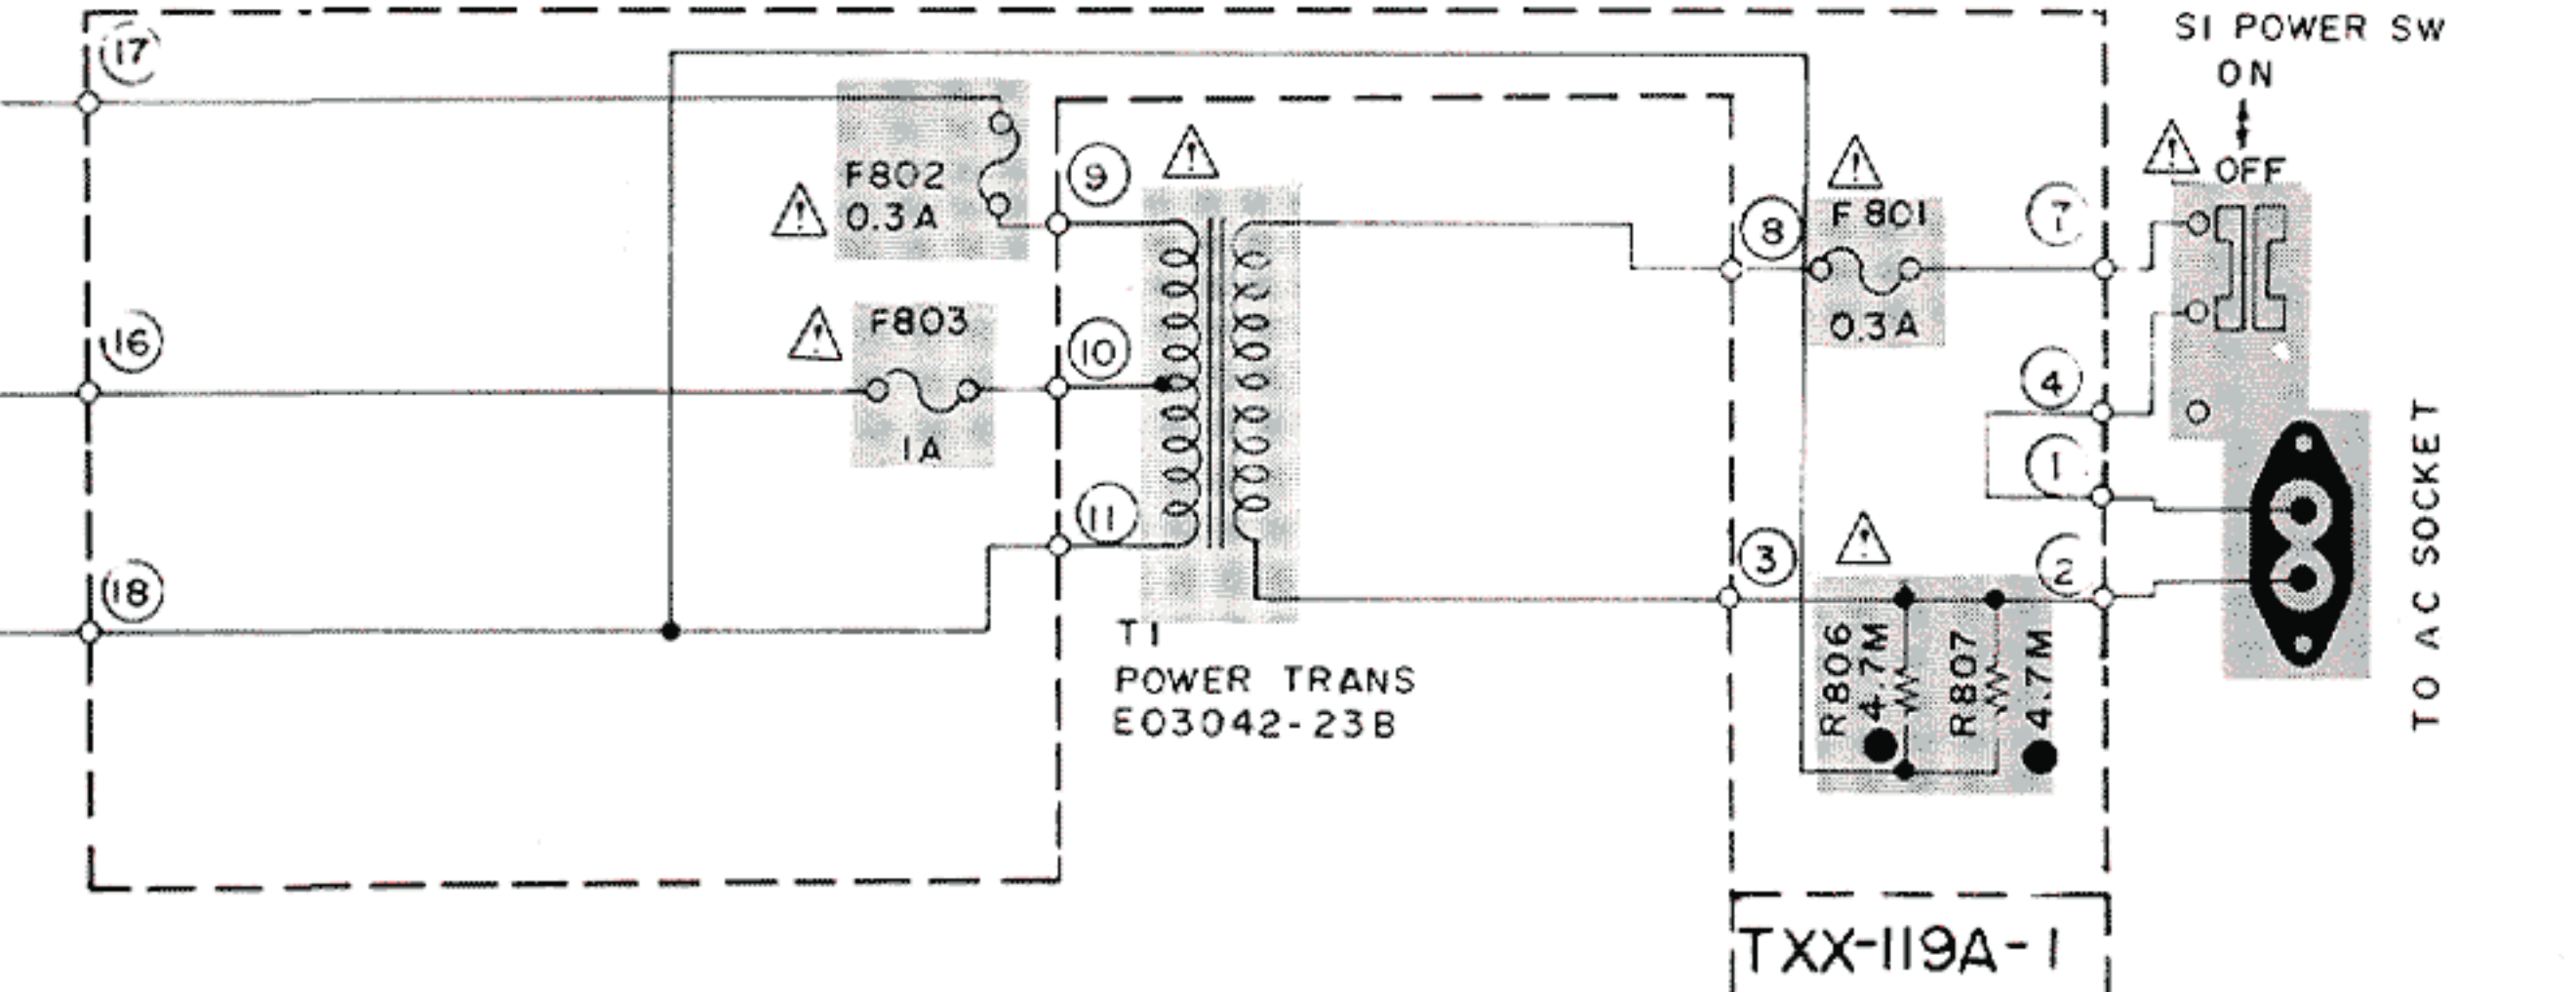 S1 POWER SW
ON
OFF
17
F802
0.3A
9
8
F801
0.3A
7
16
F803
1A
10
4
1
11
3
2
18
T1
POWER TRANS
E03042-23B
R806
4.7M
R807
4.7M
TO AC SOCKET
TXX-119A-1